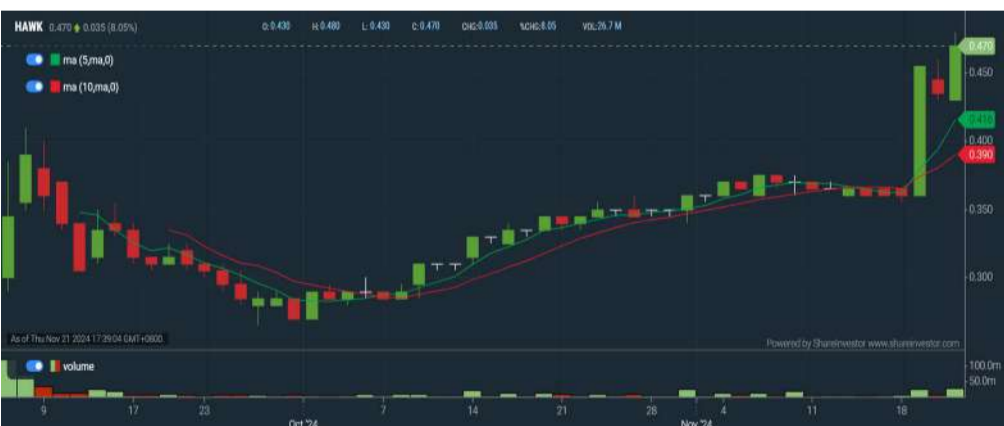 HAWK 0.470 0.035 (8.05%) O: 0.430 H: 0.480 L: 0.430 C: 0.470 CHG: 0.035 %CHG: 8.05 VOL: 26.7 M
ma (5,ma,0)
ma (10,ma,0)
0.470
0.450
0.410
0.400
0.390
0.350
0.300
As of Thu Nov 21 2024 17:39:04 GMT+0800.
Powered by ShareInvestor www.shareinvestor.com
volume
100.0m
50.0m
9 17 23 7 14 21 28 4 11 18
Oct '24 Nov '24